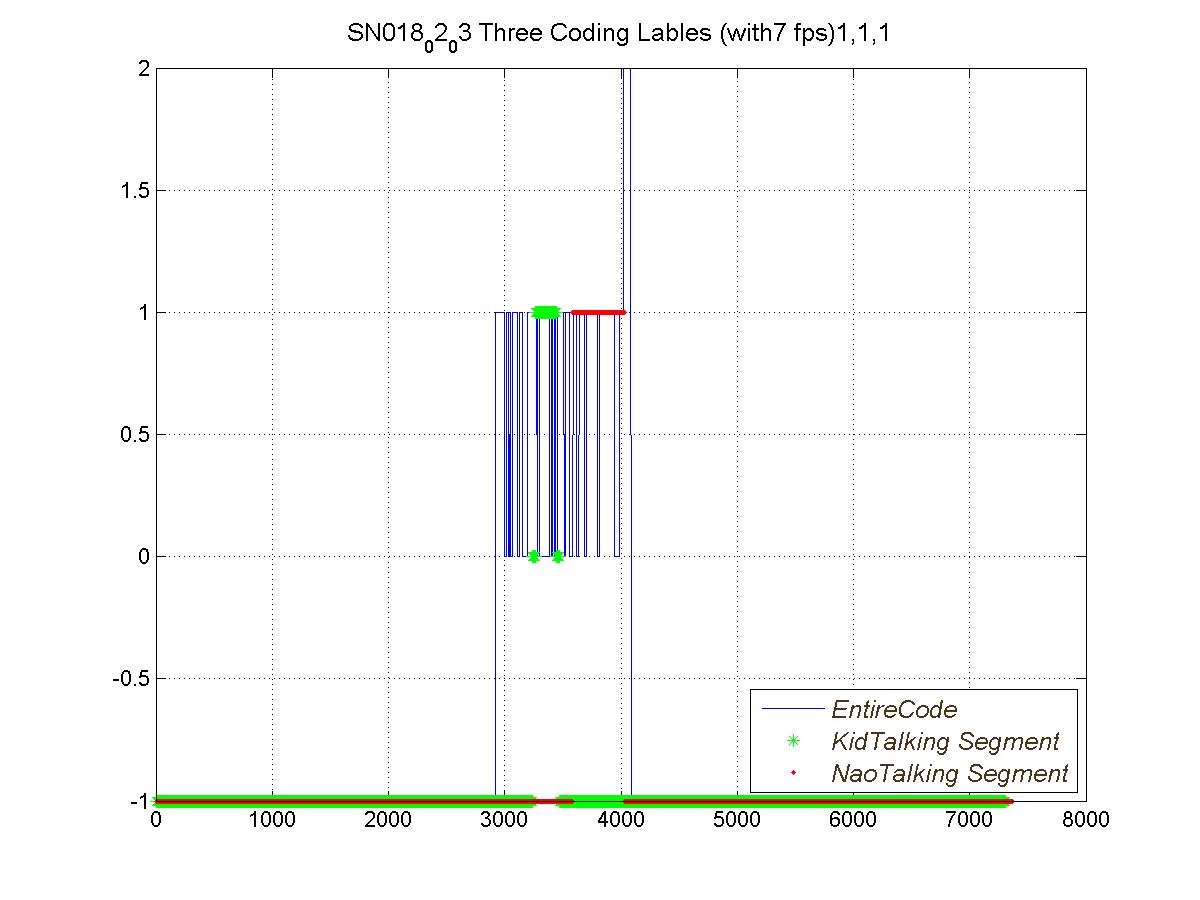 SN018₀2₀3 Three Coding Lables (with7 fps)1,1,1
2
1.5
1
0.5
0
-0.5
-1
0 1000 2000 3000 4000 5000 6000 7000 8000
EntireCode
KidTalking Segment
NaoTalking Segment